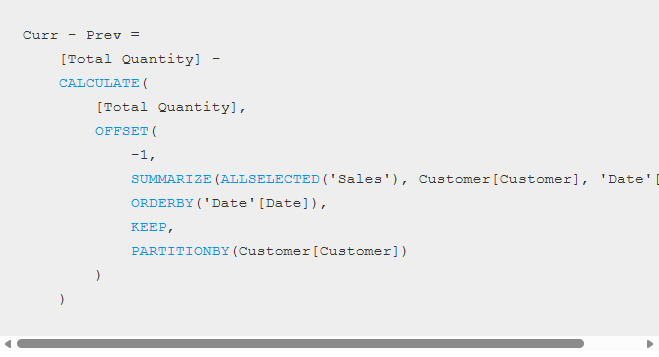 Curr - Prev =
[Total Quantity] -
CALCULATE(
[Total Quantity],
OFFSET(
-1,
SUMMARIZE(ALLSELECTED('Sales'), Customer[Customer], 'Date'[
ORDERBY('Date'[Date]),
KEEP,
PARTITIONBY(Customer[Customer])
)
)